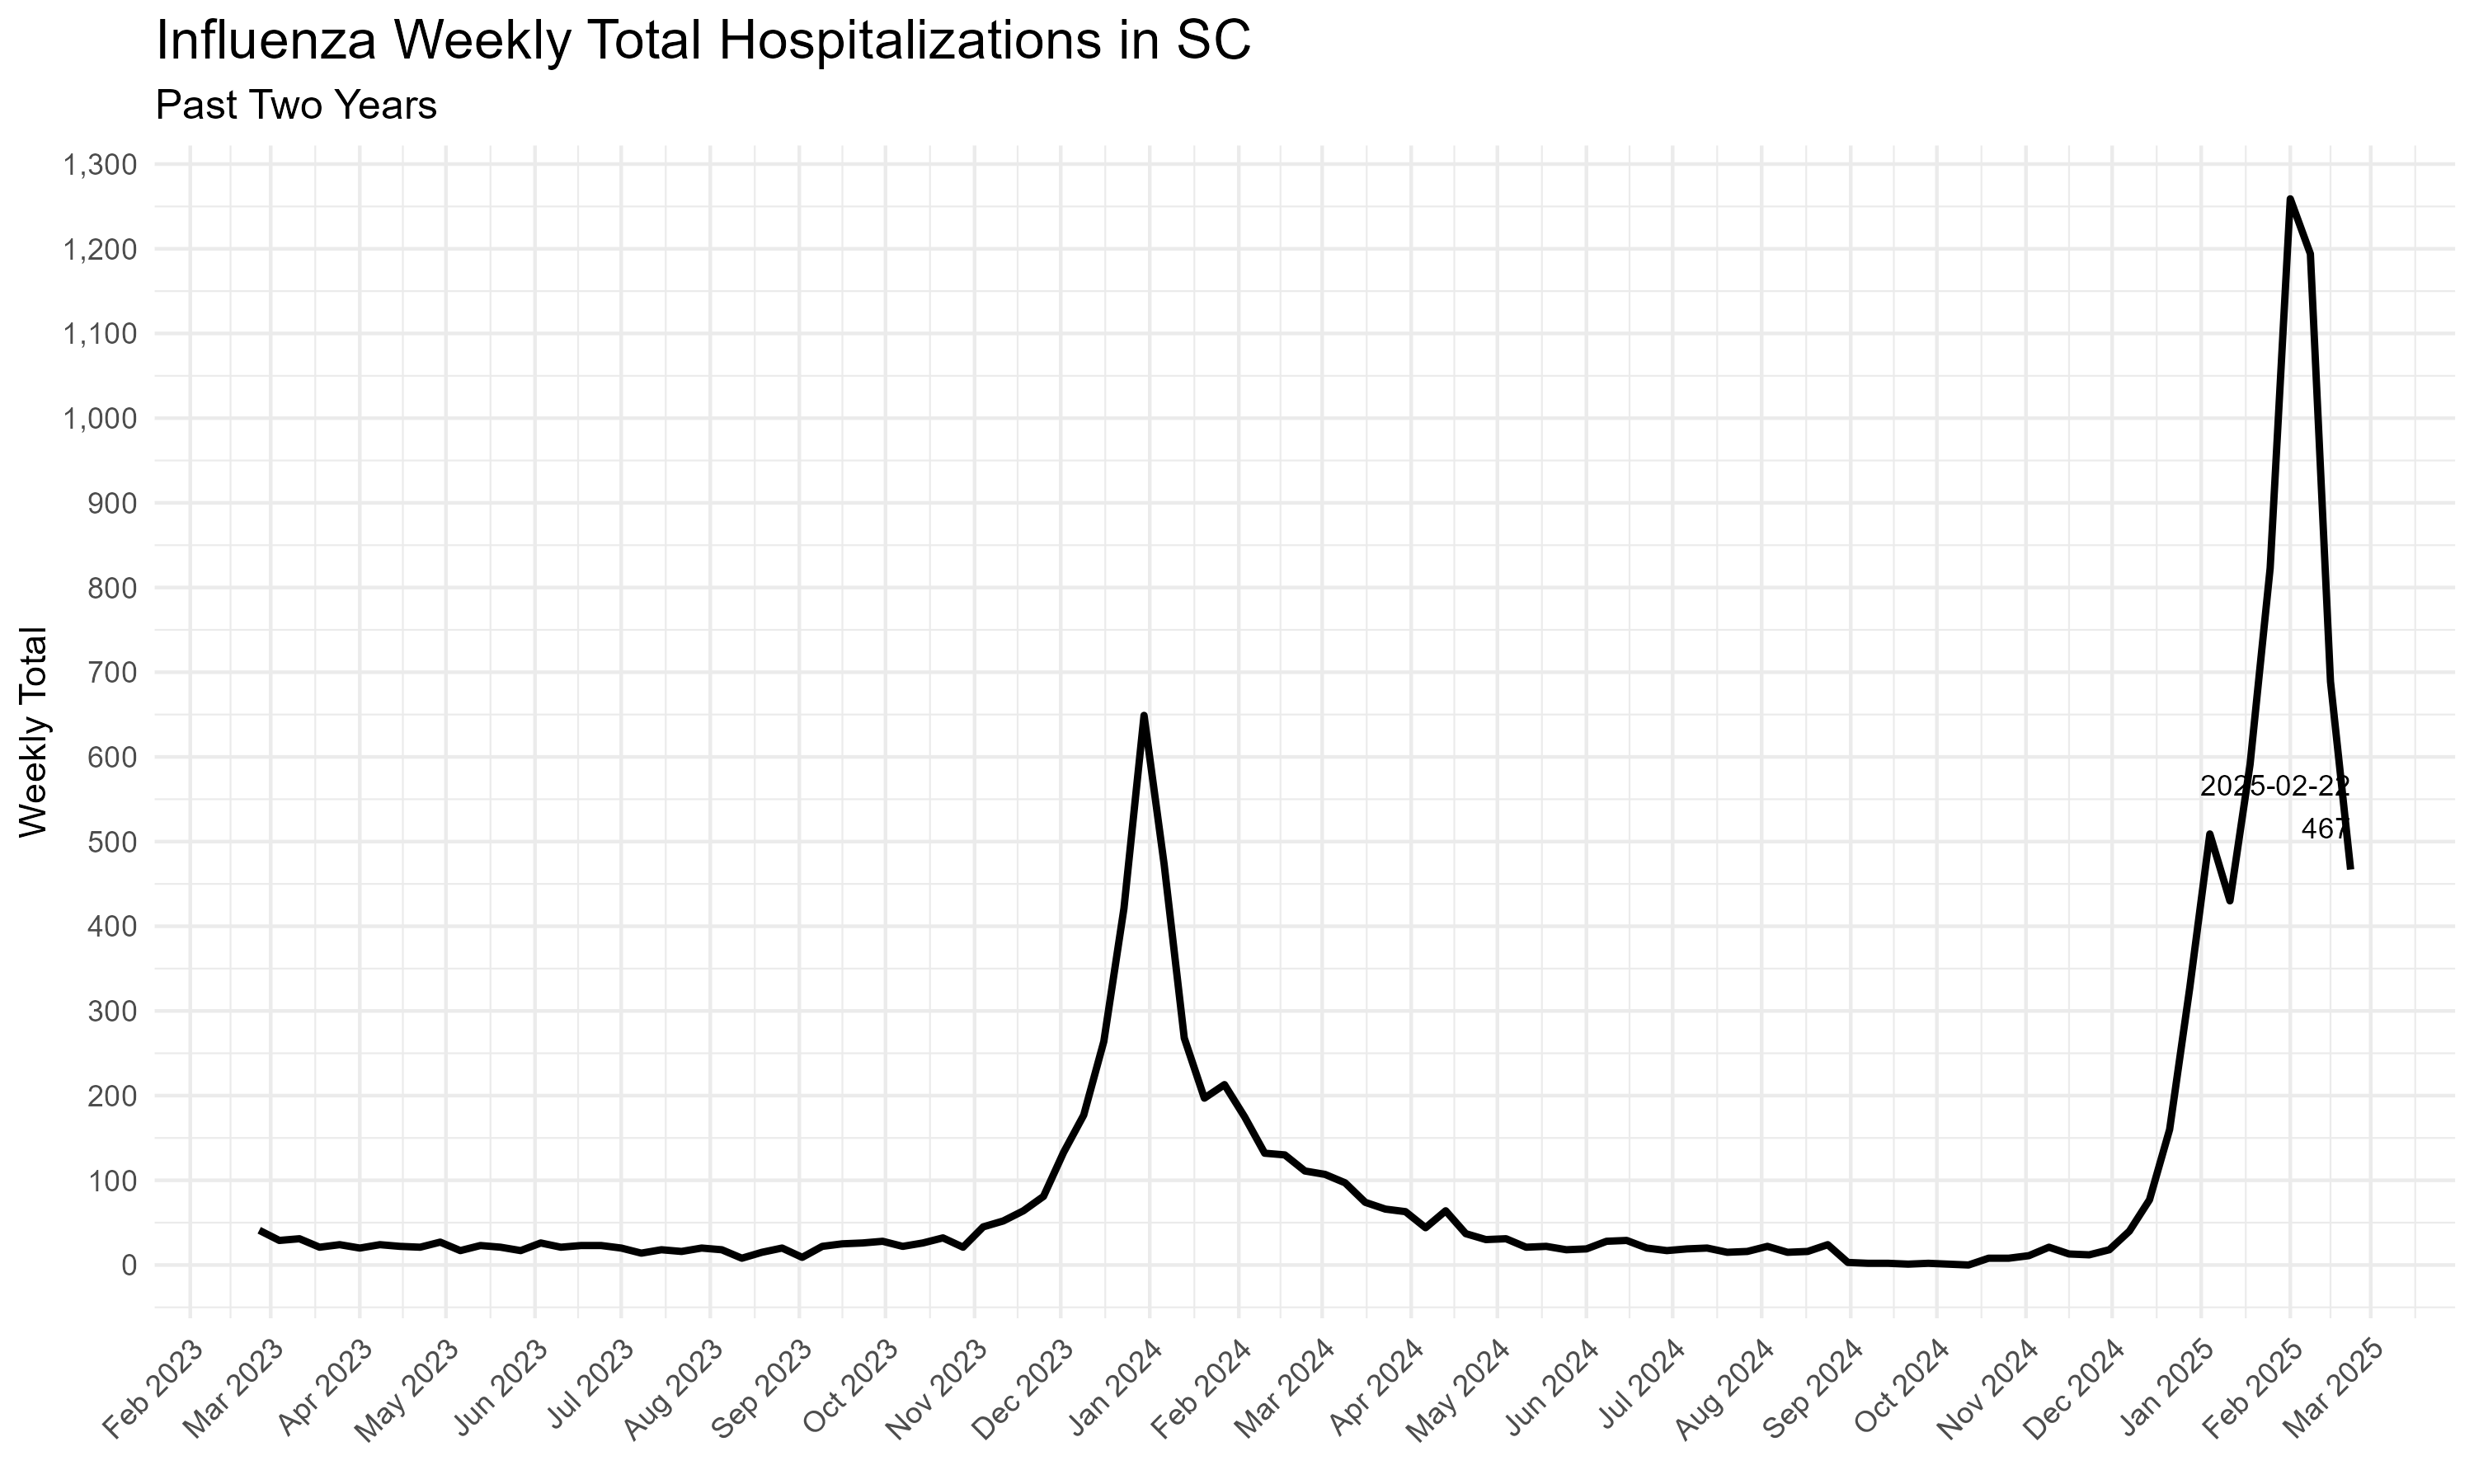 Influenza Weekly Total Hospitalizations in SC
Past Two Years
Weekly Total
1,300
1,200
1,100
1,000
900
800
700
600
500
400
300
200
100
0
2025-02-22
467
Feb 2023
Mar 2023
Apr 2023
May 2023
Jun 2023
Jul 2023
Aug 2023
Sep 2023
Oct 2023
Nov 2023
Dec 2023
Jan 2024
Feb 2024
Mar 2024
Apr 2024
May 2024
Jun 2024
Jul 2024
Aug 2024
Sep 2024
Oct 2024
Nov 2024
Dec 2024
Jan 2025
Feb 2025
Mar 2025